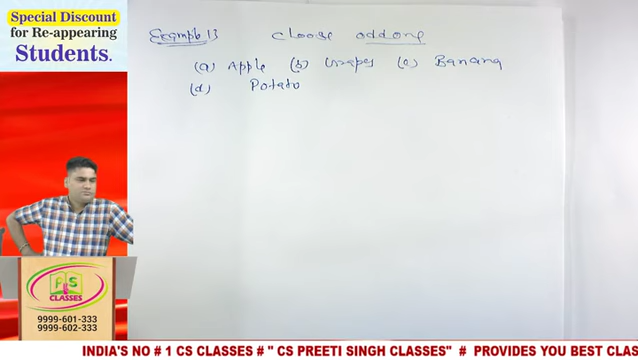 Special Discount
for Re-appearing
Students.
Example 13 choose odd one
(a) Apple (b) Grapes (c) Banana
(d) Potato
PS
CLASSES
9999-601-333
9999-602-333
INDIA'S NO # 1 CS CLASSES # " CS PREETI SINGH CLASSES" # PROVIDES YOU BEST CLAS